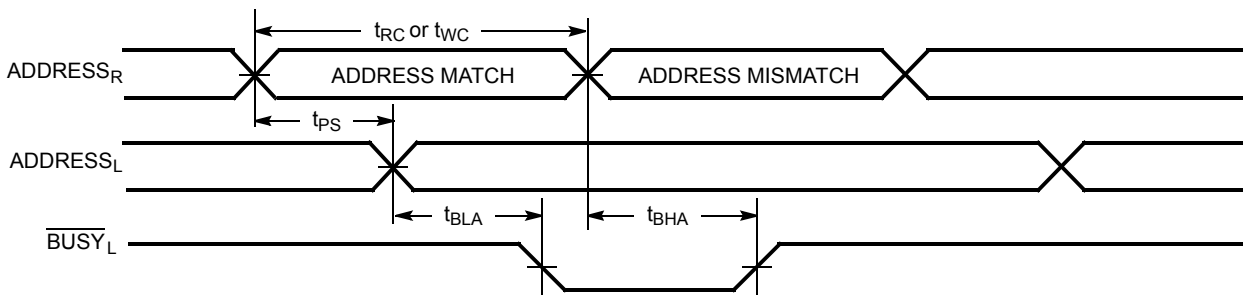 tRC or tWC
ADDRESSR
ADDRESS MATCH
ADDRESS MISMATCH
tPS
ADDRESSL
tBLA
tBHA
BUSYL